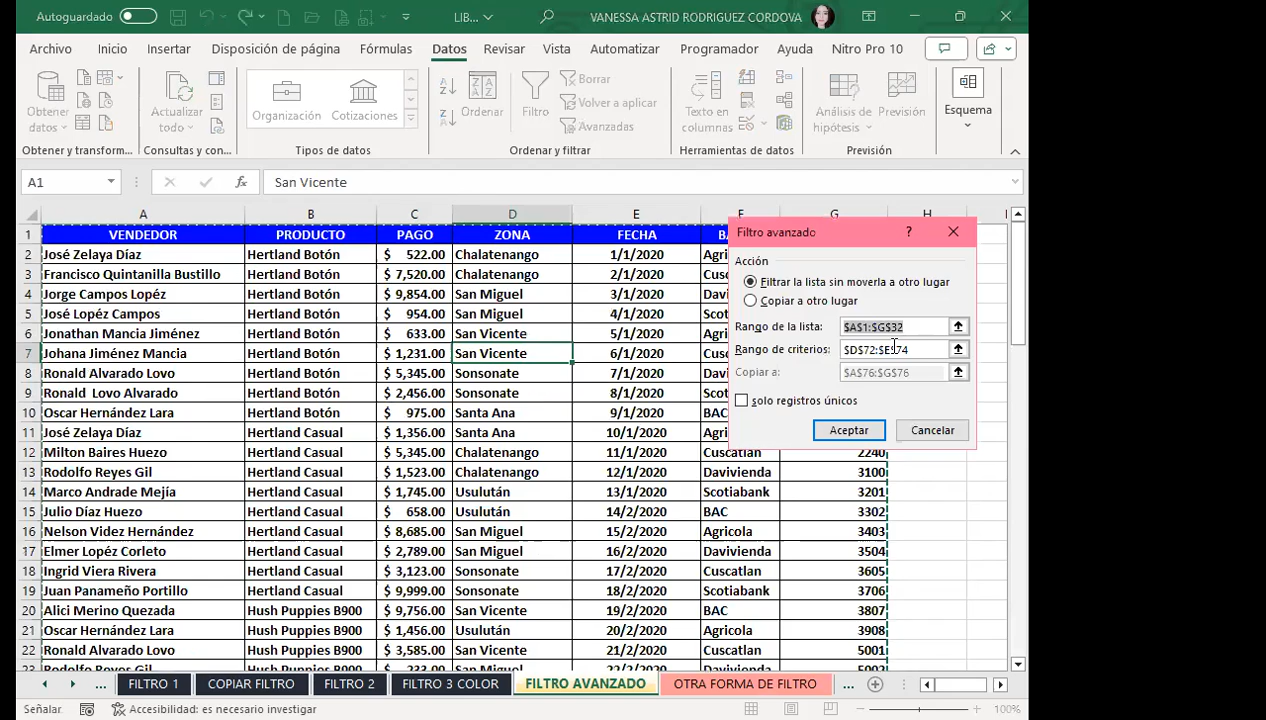 Autoguardado LIB... VANESSA ASTRID RODRIGUEZ CORDOVA
Archivo Inicio Insertar Disposición de página Fórmulas Datos Revisar Vista Automatizar Programador Ayuda Nitro Pro 10
Obtener datos Actualizar todo Organización Cotizaciones Ordenar Filtro Borrar Volver a aplicar Avanzadas Texto en columnas Análisis de hipótesis Previsión Esquema
Obtener y transform... Consultas y con... Tipos de datos Ordenar y filtrar Herramientas de datos Previsión
A1 San Vicente
A B C D E F G H
1 VENDEDOR PRODUCTO PAGO ZONA FECHA
2 José Zelaya Díaz Hertland Botón $ 522.00 Chalatenango 1/1/2020 Agri
3 Francisco Quintanilla Bustillo Hertland Botón $ 7,520.00 Chalatenango 2/1/2020 Cusc
4 Jorge Campos Lopéz Hertland Botón $ 9,854.00 San Miguel 3/1/2020 Davi
5 José Lopéz Campos Hertland Botón $ 954.00 San Miguel 4/1/2020 Scot
6 Jonathan Mancia Jiménez Hertland Botón $ 633.00 San Vicente 5/1/2020 Agri
7 Johana Jiménez Mancia Hertland Botón $ 1,231.00 San Vicente 6/1/2020 Cusc
8 Ronald Alvarado Lovo Hertland Botón $ 5,345.00 Sonsonate 7/1/2020 Davi
9 Ronald Lovo Alvarado Hertland Botón $ 2,456.00 Sonsonate 8/1/2020 Scot
10 Oscar Hernández Lara Hertland Botón $ 975.00 Santa Ana 9/1/2020 BAC
11 José Zelaya Díaz Hertland Casual $ 1,356.00 Santa Ana 10/1/2020 Agri
12 Milton Baires Huezo Hertland Casual $ 5,345.00 Chalatenango 11/1/2020 Cuscatlan 2240
13 Rodolfo Reyes Gil Hertland Casual $ 1,523.00 Chalatenango 12/1/2020 Davivienda 3100
14 Marco Andrade Mejía Hertland Casual $ 1,745.00 Usulután 13/1/2020 Scotiabank 3201
15 Julio Díaz Huezo Hertland Casual $ 658.00 Usulután 14/2/2020 BAC 3302
16 Nelson Videz Hernández Hertland Casual $ 8,685.00 San Miguel 15/2/2020 Agricola 3403
17 Elmer Lopéz Corleto Hertland Casual $ 2,789.00 San Miguel 16/2/2020 Davivienda 3504
18 Ingrid Viera Rivera Hertland Casual $ 3,123.00 Sonsonate 17/2/2020 Cuscatlan 3605
19 Juan Panameño Portillo Hertland Casual $ 9,999.00 Sonsonate 18/2/2020 Scotiabank 3706
20 Alici Merino Quezada Hush Puppies B900 $ 9,756.00 San Vicente 19/2/2020 BAC 3807
21 Oscar Hernández Lara Hush Puppies B900 $ 1,456.00 Usulután 20/2/2020 Agricola 3908
22 Ronald Alvarado Lovo Hush Puppies B900 $ 3,585.00 San Vicente 21/2/2020 Cuscatlan 5001
Rodolfo Reyes Gil Hush Puppies B900 San Miguel 22/2/2020 Davivienda 5002
Filtro avanzado ?
Acción
Filtrar la lista sin moverla a otro lugar
Copiar a otro lugar
Rango de la lista: $A$1:$G$32
Rango de criterios: $D$72:$E$74
Copiar a: $A$76:$G$76
solo registros únicos
Aceptar Cancelar
... FILTRO 1 COPIAR FILTRO FILTRO 2 FILTRO 3 COLOR FILTRO AVANZADO OTRA FORMA DE FILTRO ...
Señalar Accesibilidad: es necesario investigar 100%